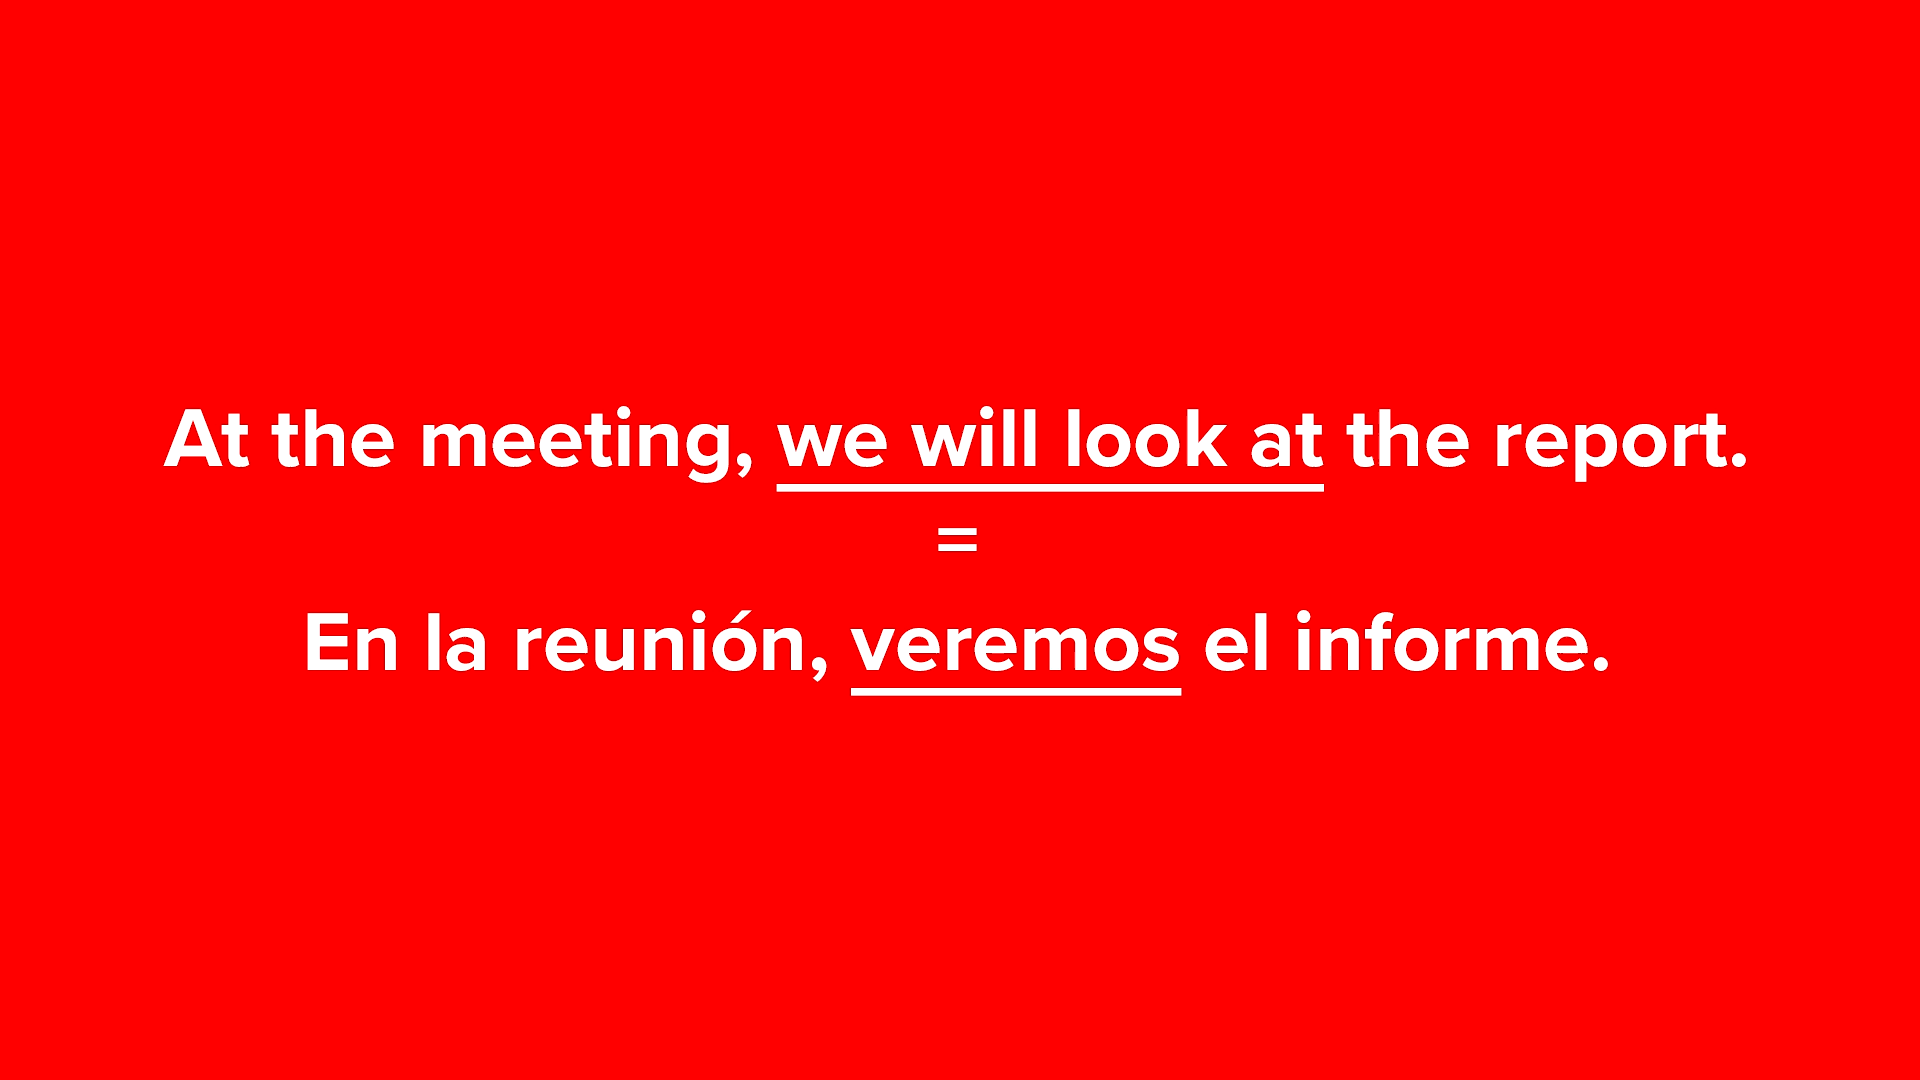 At the meeting, we will look at the report.
=
En la reunión, veremos el informe.